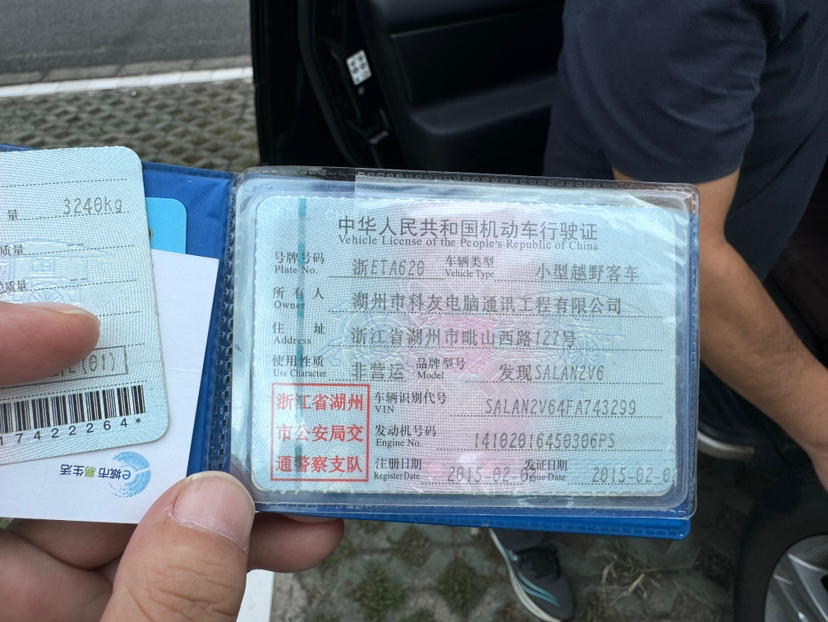 量 3240kg
质量
质量
(01)
17422264*
e城市易生活
中华人民共和国机动车行驶证
Vehicle License of the People's Republic of China
号牌号码 浙ETA620 车辆类型 小型越野客车
Plate No. Vehicle Type
所有人 湖州市科友电脑通讯工程有限公司
Owner
住址 浙江省湖州市毗山西路127号
Address
使用性质 非营运 品牌型号 发现SALAN2V6
Use Character Model
浙江省湖州
市公安局交
通警察支队
车辆识别代号 SALAN2V64FA743299
VIN
发动机号码 14102016450306PS
Engine No.
注册日期 2015-02-0 发证日期 2015-02-0
Register Date Issue Date